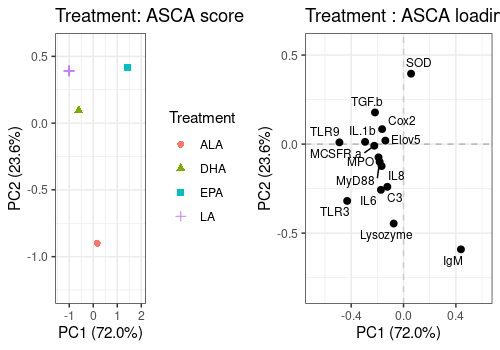 Treatment: ASCA score
0.5
0.0
-0.5
-1.0
-1
0
1
2
PC1 (72.0%)
PC2 (23.6%)
Treatment
ALA
DHA
EPA
LA
Treatment : ASCA loadin
0.5
0.0
-0.5
-0.4
0.0
0.4
PC1 (72.0%)
PC2 (23.6%)
SOD
TGF.b
Cox2
TLR9
IL.1b
Elov5
MCSFR.a
MPO
MyD88
IL8
IL6
C3
TLR3
Lysozyme
IgM